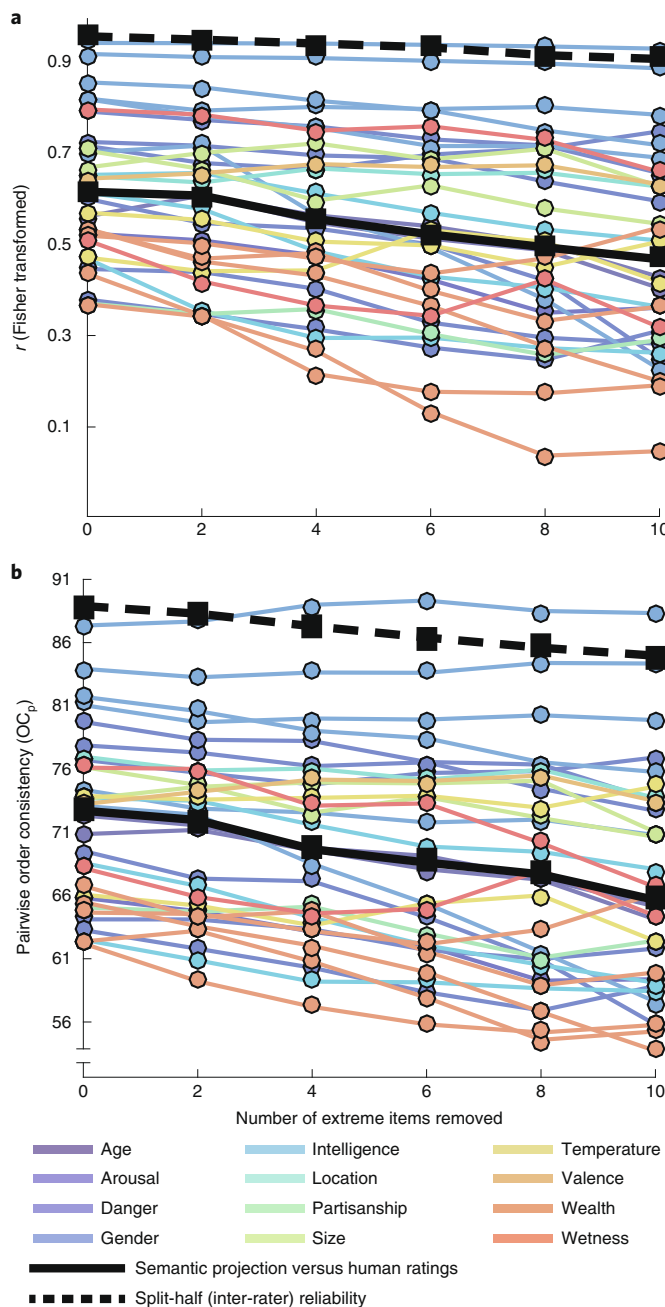 a
0.9
0.7
0.5
0.3
0.1
r (Fisher transformed)
0 2 4 6 8 10
b
91
86
81
76
71
66
61
56
Pairwise order consistency (OCp)
0 2 4 6 8 10
Number of extreme items removed
Age Intelligence Temperature
Arousal Location Valence
Danger Partisanship Wealth
Gender Size Wetness
Semantic projection versus human ratings
Split-half (inter-rater) reliability